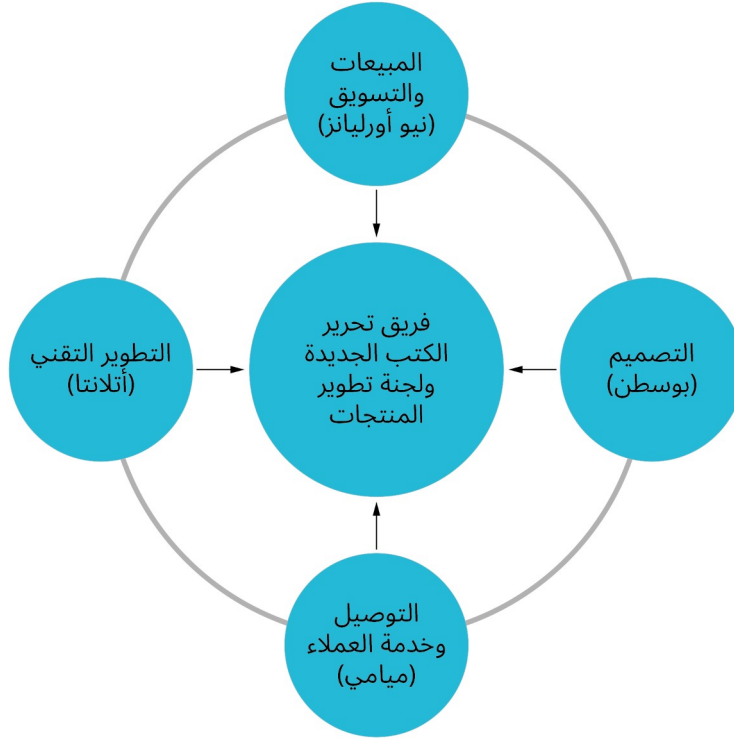 المبيعات
والتسويق
(نيو أورليانز)
التصميم
(بوسطن)
فريق تحرير
الكتب الجديدة
ولجنة تطوير
المنتجات
التطوير التقني
(أتلانتا)
التوصيل
وخدمة العملاء
(ميامي)